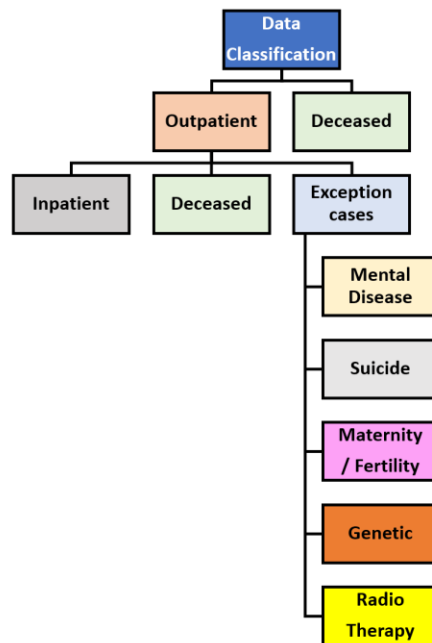 Data
Classification
Outpatient
Deceased
Inpatient
Deceased
Exception
cases
Mental
Disease
Suicide
Maternity
/ Fertility
Genetic
Radio
Therapy